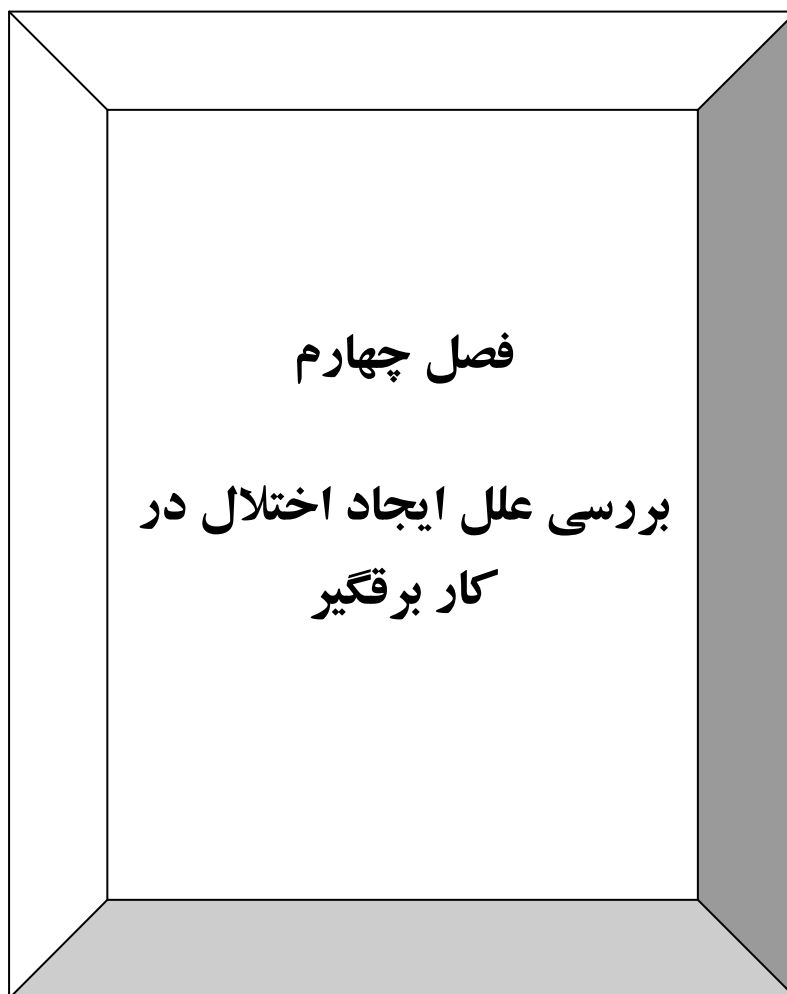 فصل چهارم
بررسی علل ایجاد اختلال در
کار برقگیر